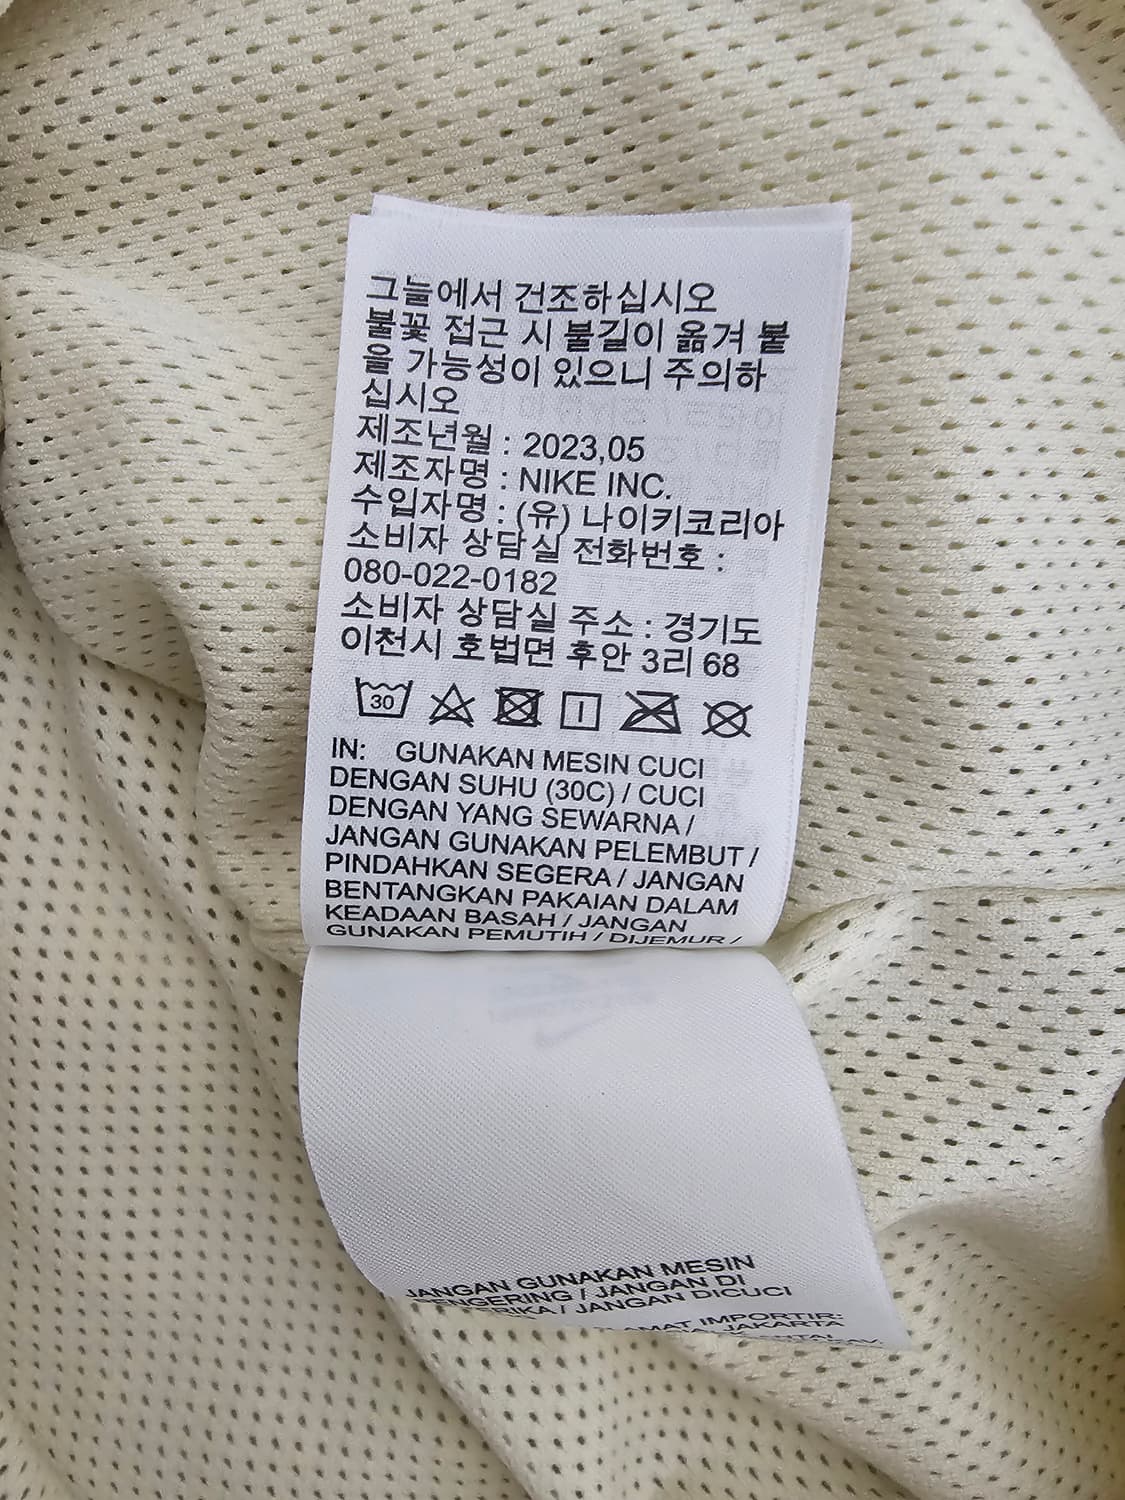 그늘에서 건조하십시오
불꽃 접근 시 불길이 옮겨 붙
을 가능성이 있으니 주의하
십시오
제조년월 : 2023,05
제조자명 : NIKE INC.
수입자명 : (유) 나이키코리아
소비자 상담실 전화번호 :
080-022-0182
소비자 상담실 주소 : 경기도
이천시 호법면 후안 3리 68
30
IN: GUNAKAN MESIN CUCI
DENGAN SUHU (30C) / CUCI
DENGAN YANG SEWARNA /
JANGAN GUNAKAN PELEMBUT /
PINDAHKAN SEGERA / JANGAN
BENTANGKAN PAKAIAN DALAM
KEADAAN BASAH / JANGAN
GUNAKAN PEMUTIH / DIJEMUR /
JANGAN GUNAKAN MESIN
PENGERING / JANGAN DI
/ JANGAN DICUCI
IMPORTIR:
JAKARTA